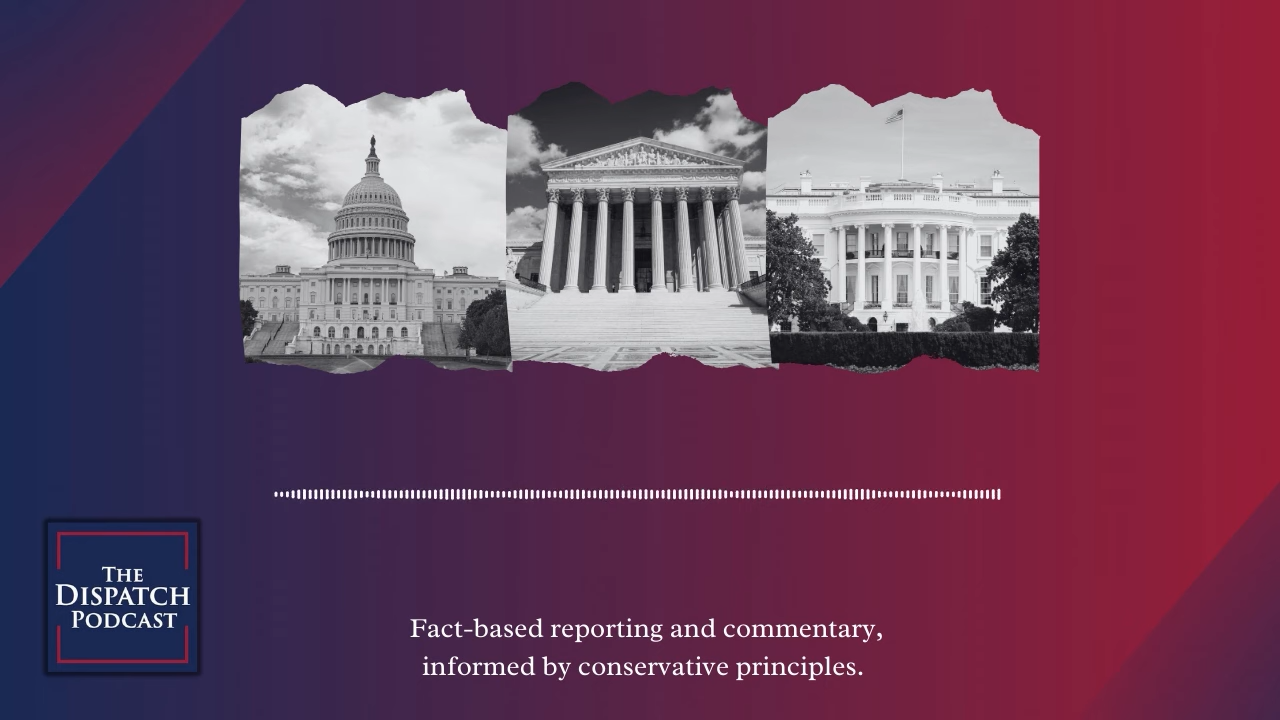 THE
DISPATCH
PODCAST
Fact-based reporting and commentary,
informed by conservative principles.